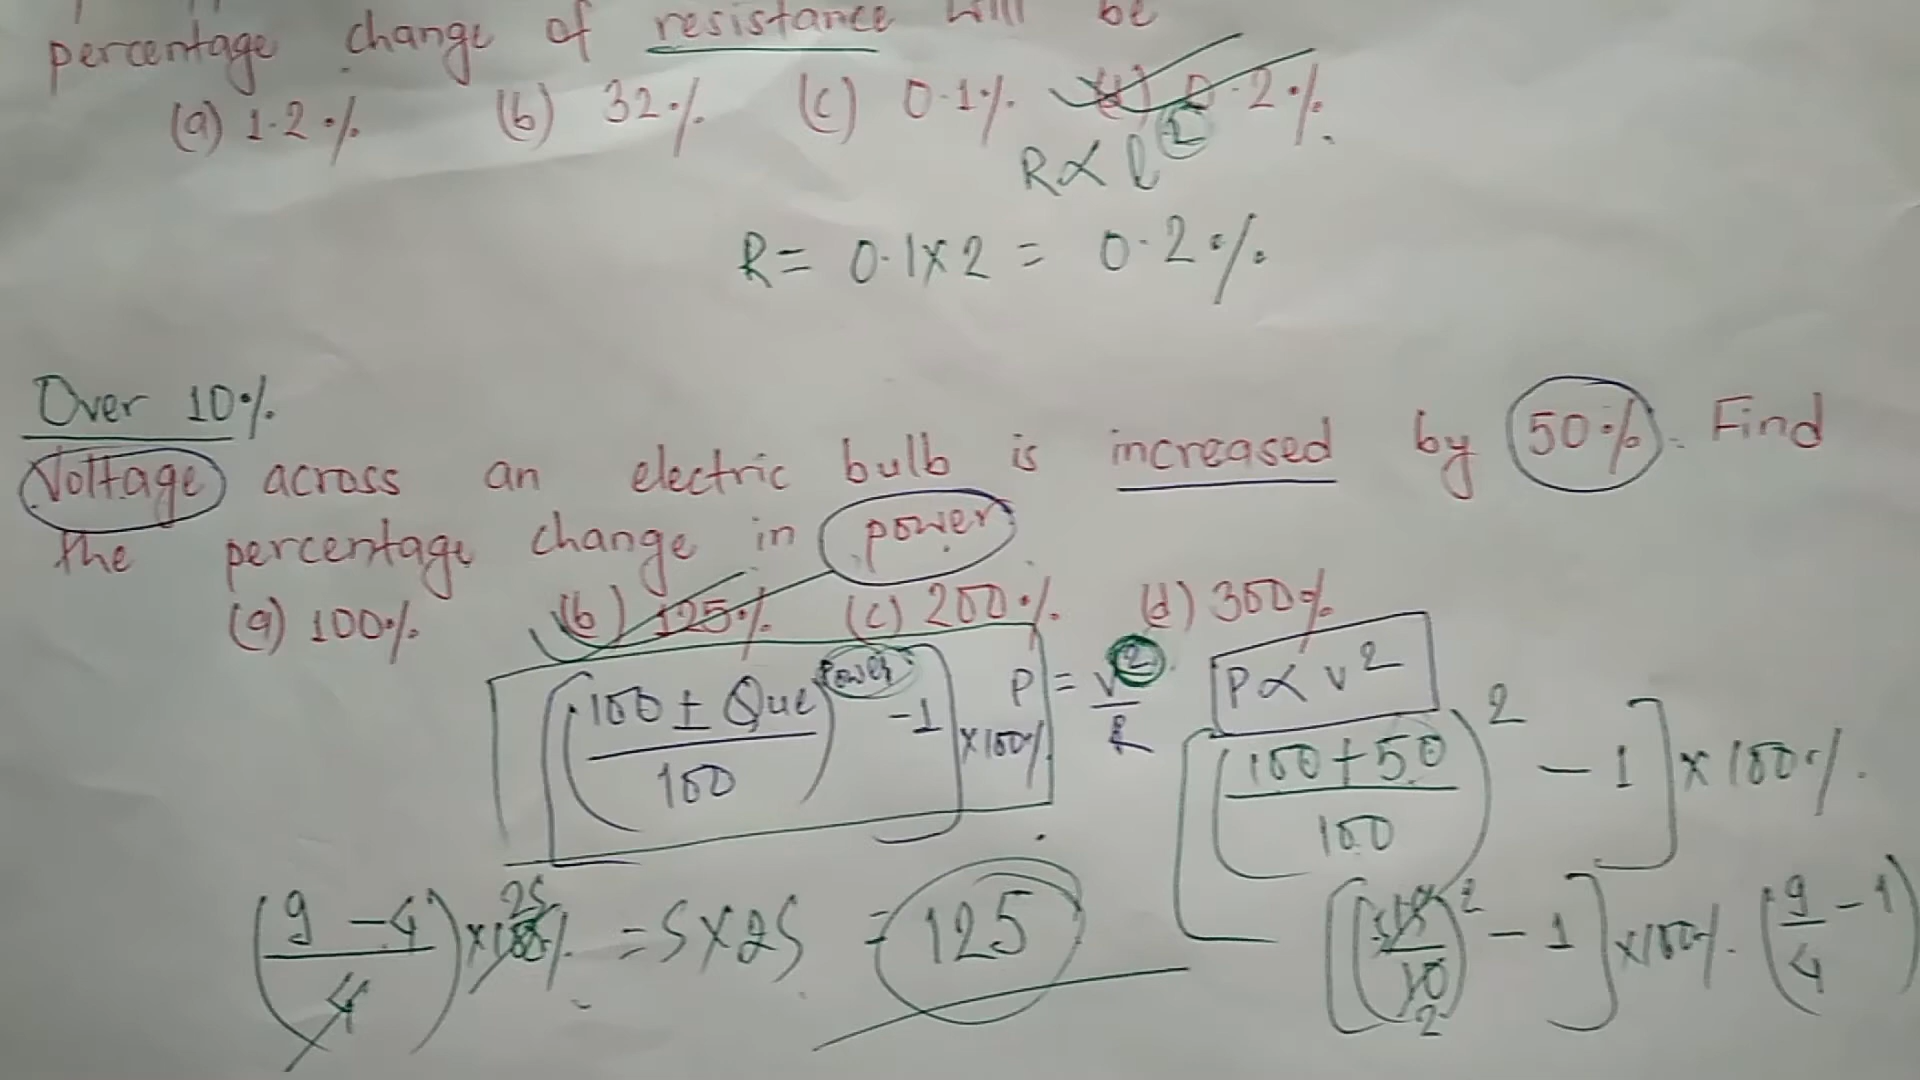 percentage change of resistance will be
(a) 1.2% (b) 32% (c) 0.1% (d) 0.2%
R∝l²
R = 0.1×2 = 0.2%
Over 10%
Voltage across an electric bulb is increased by 50%. Find
the percentage change in power
(a) 100% (b) 125% (c) 200% (d) 300%
[((100 ± Que)/100)^Power - 1] ×100% P = V²/R P∝V²
[((100+50)/100)² - 1] × 100%.
((9-4)/4) ×100% 25 = 5×25 = 125 [((15)/10)² - 1] ×100% (9/4 - 1)
2